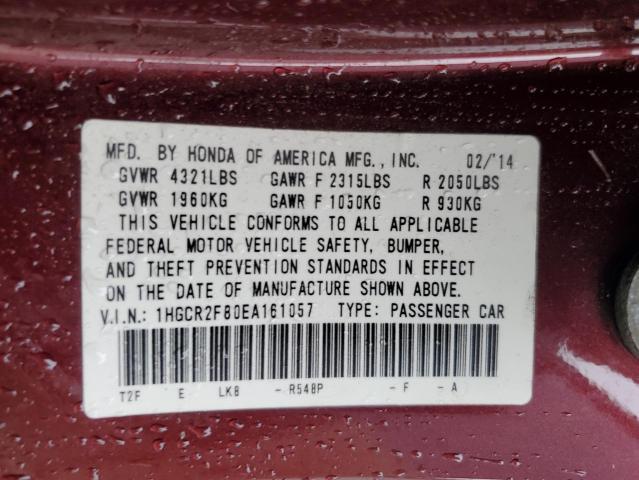 MFD. BY HONDA OF AMERICA MFG., INC. 02/'14
GVWR 4321LBS GAWR F 2315LBS R 2050LBS
GVWR 1960KG GAWR F 1050KG R 930KG
THIS VEHICLE CONFORMS TO ALL APPLICABLE
FEDERAL MOTOR VEHICLE SAFETY, BUMPER,
AND THEFT PREVENTION STANDARDS IN EFFECT
ON THE DATE OF MANUFACTURE SHOWN ABOVE.
V.I.N.: 1HGCR2F80EA161057 TYPE: PASSENGER CAR
T2F E LK8 - R548P - F - A